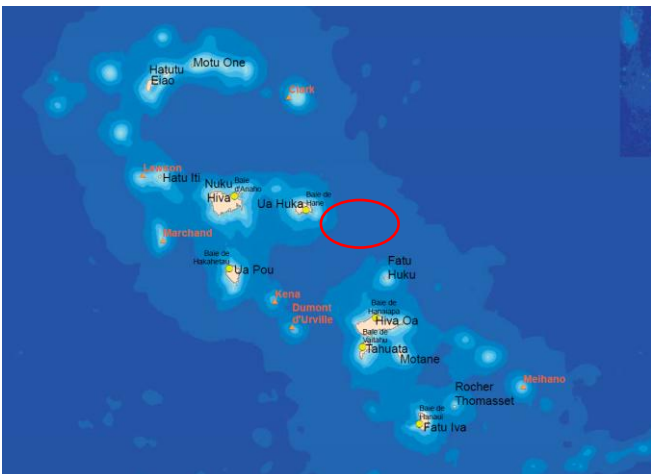 Motu One
Hatutu
Eiao
Clark
Lawson
Hatu Iti
Nuku
Hiva
Baie
d'Anaho
Ua Huka
Baie de
Hane
Marchand
Baie de
Hakahetau
Ua Pou
Fatu
Huku
Kena
Dumont
d'Urville
Baie de
Hanaiapa
Hiva Oa
Baie de
Vaitahu
Tahuata
Motane
Meihano
Rocher
Thomasset
Baie de
Hanaui
Fatu Iva